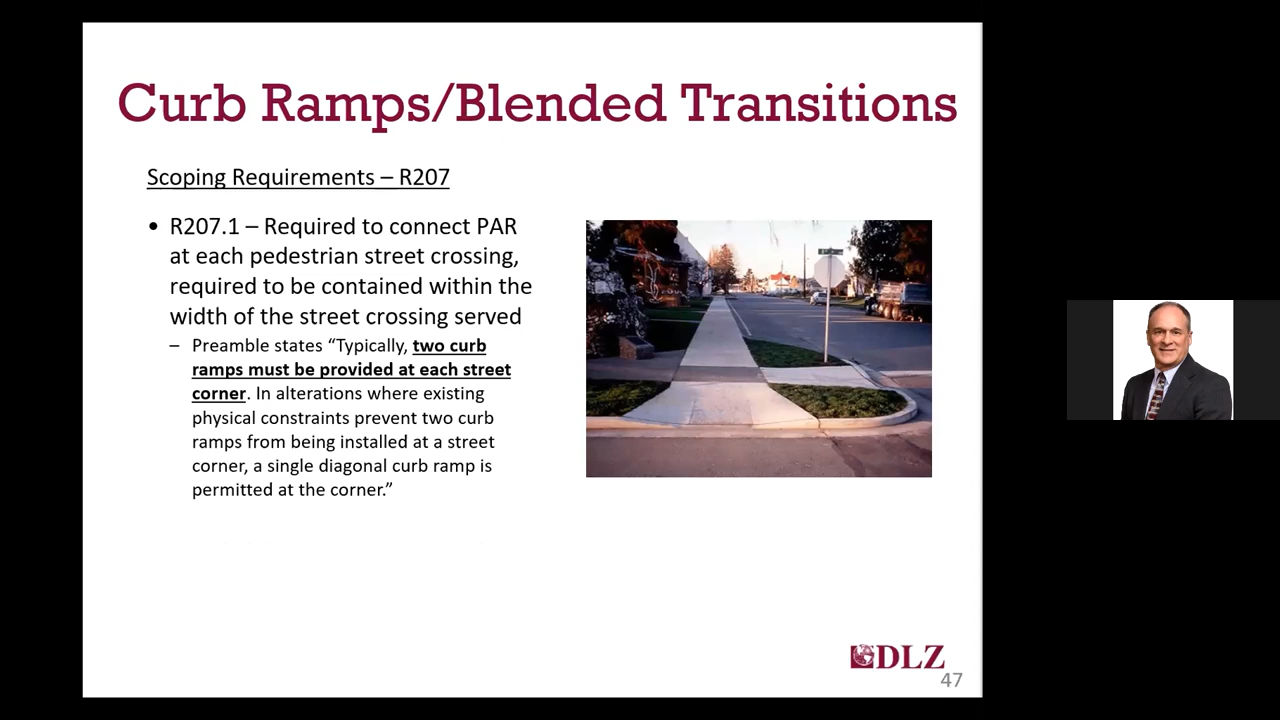 Curb Ramps/Blended Transitions
Scoping Requirements – R207
• R207.1 – Required to connect PAR
at each pedestrian street crossing,
required to be contained within the
width of the street crossing served
– Preamble states “Typically, two curb
ramps must be provided at each street
corner. In alterations where existing
physical constraints prevent two curb
ramps from being installed at a street
corner, a single diagonal curb ramp is
permitted at the corner.”
DLZ
47